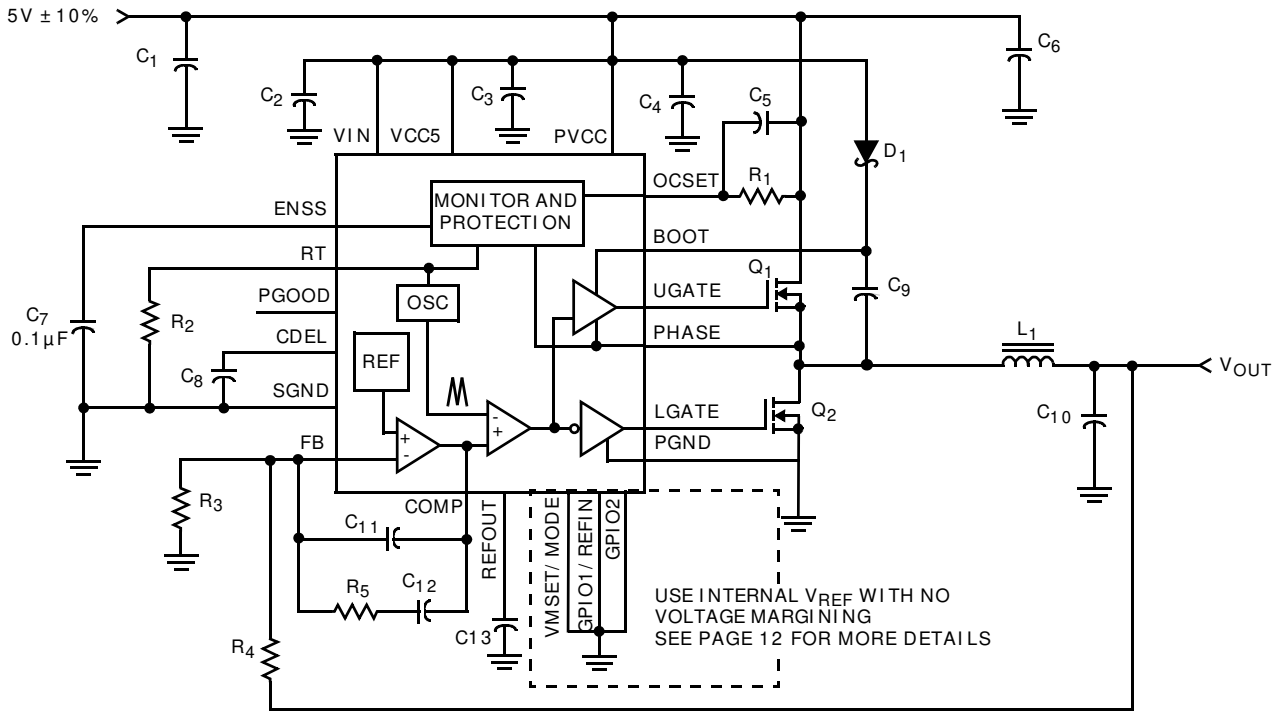 5V ±10%
C1
C2
C3
C4
C5
C6
VIN
VCC5
PVCC
D1
OCSET
R1
MONITOR AND
PROTECTION
ENSS
BOOT
RT
Q1
C9
OSC
UGATE
PGOOD
C7
0.1µF
R2
CDEL
PHASE
L1
REF
C8
VOUT
SGND
LGATE
Q2
C10
PGND
FB
+
-
-
+
R3
COMP
REFOUT
VMSET/MODE
GPIO1/REFIN
GPIO2
C11
R5
C12
C13
USE INTERNAL VREF WITH NO
VOLTAGE MARGINING
SEE PAGE 12 FOR MORE DETAILS
R4